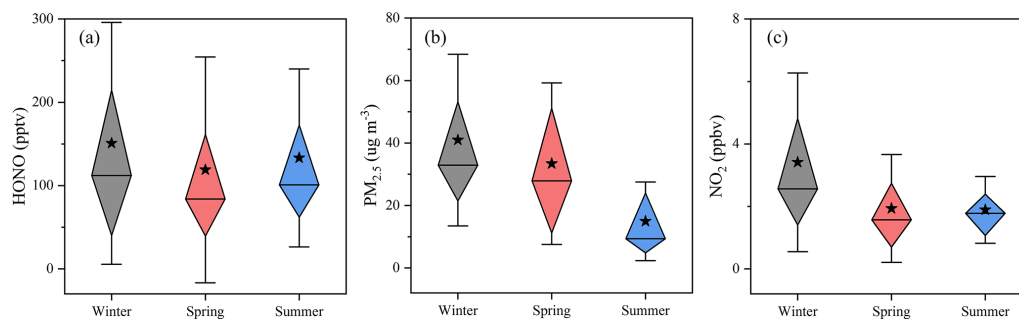 (a)
HONO (pptv)
300
200
100
0
Winter
Spring
Summer
(b)
PM2.5 (ug m-3)
80
60
40
20
0
Winter
Spring
Summer
(c)
NO2 (ppbv)
8
4
0
Winter
Spring
Summer